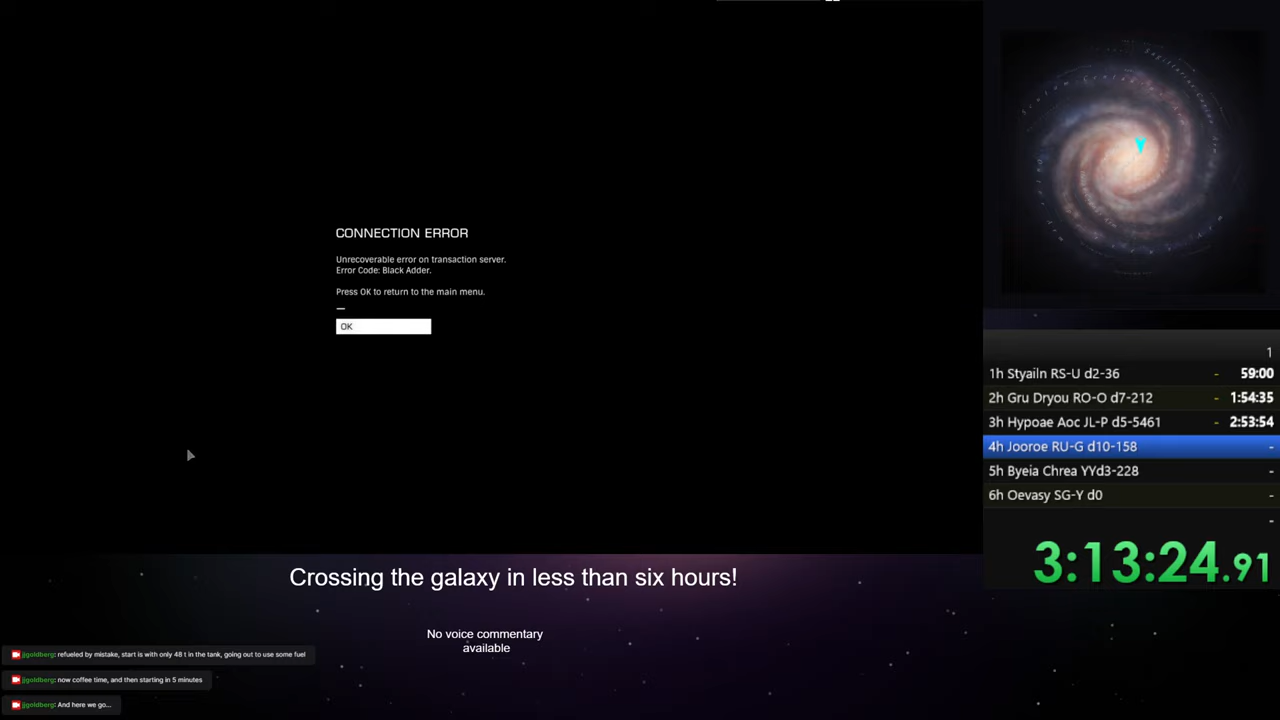 CONNECTION ERROR
Unrecoverable error on transaction server.
Error Code: Black Adder.
Press OK to return to the main menu.
OK
1
1h Styailn RS-U d2-36 - 59:00
2h Gru Dryou RO-O d7-212 - 1:54:35
3h Hypoae Aoc JL-P d5-5461 - 2:53:54
4h Jooroe RU-G d10-158 -
5h Byeia Chrea YYd3-228 -
6h Oevasy SG-Y d0 -
-
3:13:24.91
Crossing the galaxy in less than six hours!
No voice commentary
available
jjgoldberg: refueled by mistake, start is with only 48 t in the tank, going out to use some fuel
jjgoldberg: now coffee time, and then starting in 5 minutes
jjgoldberg: And here we go...